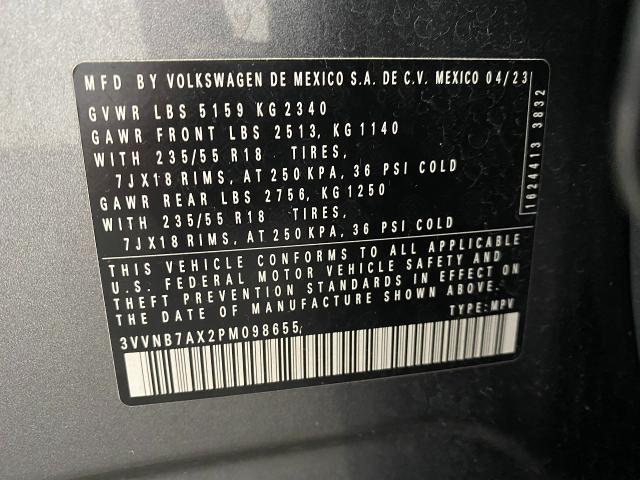 MFD BY VOLKSWAGEN DE MEXICO S.A. DE C.V. MEXICO 04/23
GVWR LBS 5159 KG 2340
GAWR FRONT LBS 2513, KG 1140
WITH 235/55 R18 TIRES,
7JX18 RIMS, AT 250 KPA, 36 PSI COLD
GAWR REAR LBS 2756, KG 1250
WITH 235/55 R18 TIRES,
7JX18 RIMS, AT 250 KPA, 36 PSI COLD
1624413 3832
THIS VEHICLE CONFORMS TO ALL APPLICABLE
U.S. FEDERAL MOTOR VEHICLE SAFETY AND
THEFT PREVENTION STANDARDS IN EFFECT ON
THE DATE OF MANUFACTURE SHOWN ABOVE.
3VVNB7AX2PM098655, TYPE: MPV